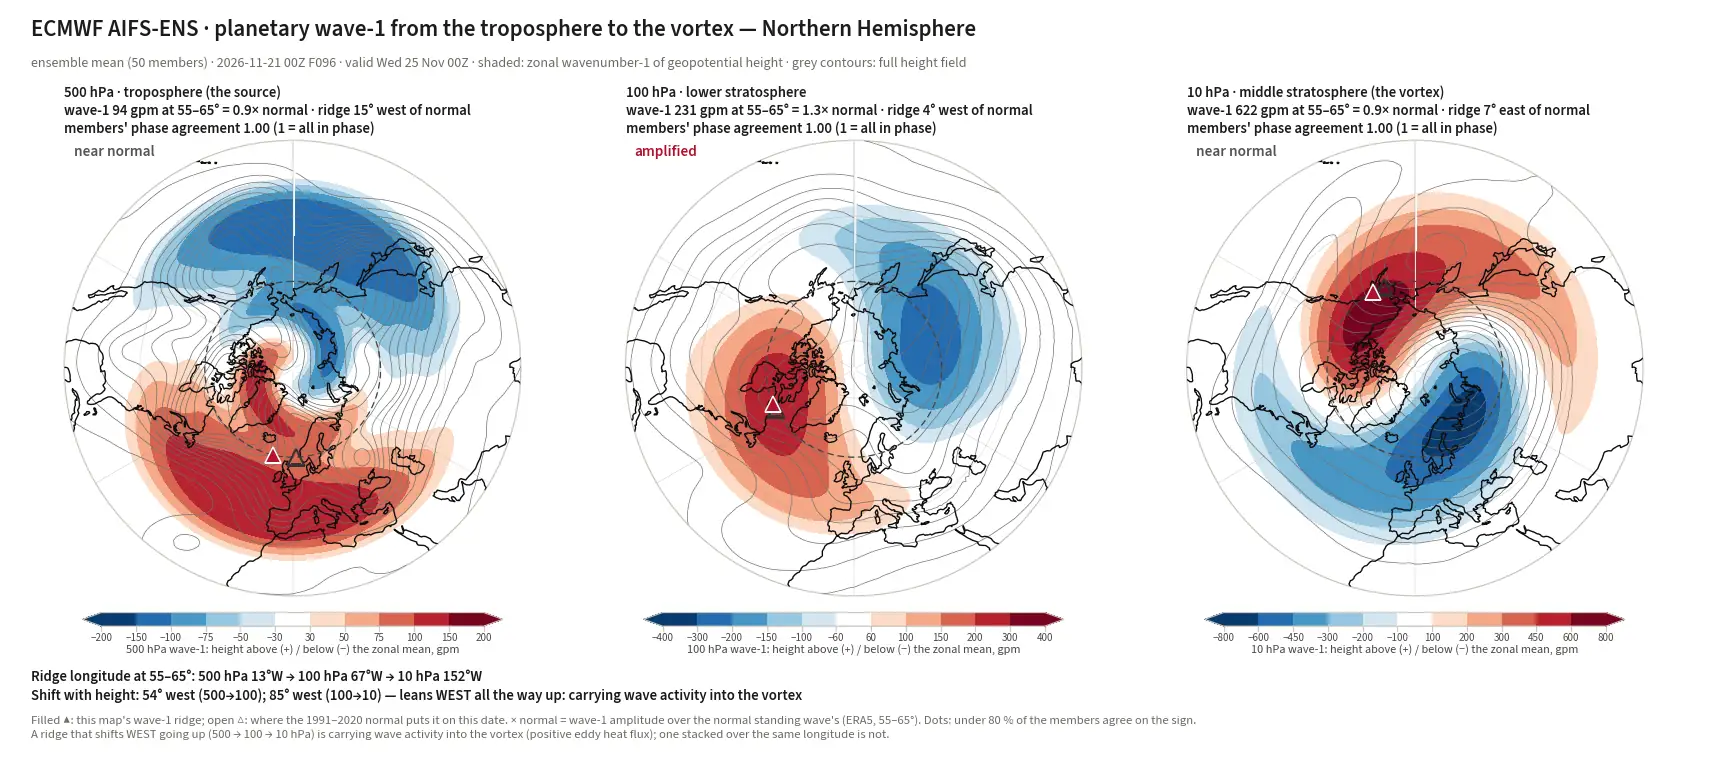 ECMWF AIFS-ENS · planetary wave-1 from the troposphere to the vortex — Northern Hemisphere
ensemble mean (50 members) · 2026-11-21 00Z F096 · valid Wed 25 Nov 00Z · shaded: zonal wavenumber-1 of geopotential height · grey contours: full height field
500 hPa · troposphere (the source)
wave-1 94 gpm at 55–65° = 0.9× normal · ridge 15° west of normal
members' phase agreement 1.00 (1 = all in phase)
near normal
100 hPa · lower stratosphere
wave-1 231 gpm at 55–65° = 1.3× normal · ridge 4° west of normal
members' phase agreement 1.00 (1 = all in phase)
amplified
10 hPa · middle stratosphere (the vortex)
wave-1 622 gpm at 55–65° = 0.9× normal · ridge 7° east of normal
members' phase agreement 1.00 (1 = all in phase)
near normal
−200 −150 −100 −75 −50 −30 30 50 75 100 150 200
500 hPa wave-1: height above (+) / below (−) the zonal mean, gpm
−400 −300 −200 −150 −100 −60 60 100 150 200 300 400
100 hPa wave-1: height above (+) / below (−) the zonal mean, gpm
−800 −600 −450 −300 −200 −100 100 200 300 450 600 800
10 hPa wave-1: height above (+) / below (−) the zonal mean, gpm
Ridge longitude at 55–65°: 500 hPa 13°W → 100 hPa 67°W → 10 hPa 152°W
Shift with height: 54° west (500→100); 85° west (100→10) — leans WEST all the way up: carrying wave activity into the vortex
Filled ▲: this map's wave-1 ridge; open △: where the 1991–2020 normal puts it on this date. × normal = wave-1 amplitude over the normal standing wave's (ERA5, 55–65°). Dots: under 80 % of the members agree on the sign.
A ridge that shifts WEST going up (500 → 100 → 10 hPa) is carrying wave activity into the vortex (positive eddy heat flux); one stacked over the same longitude is not.